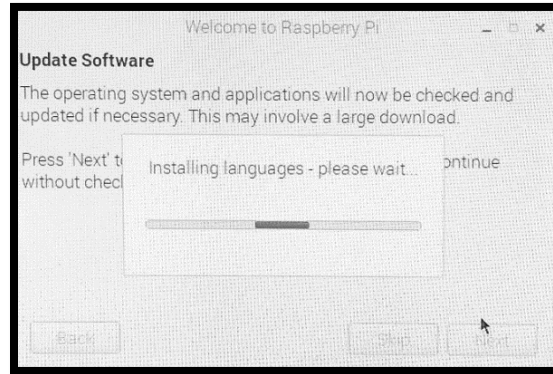 Welcome to Raspberry Pi
Update Software
The operating system and applications will now be checked and
updated if necessary. This may involve a large download.
Press 'Next' t
ontinue
without chec
Installing languages - please wait...
Back
Skip
Next